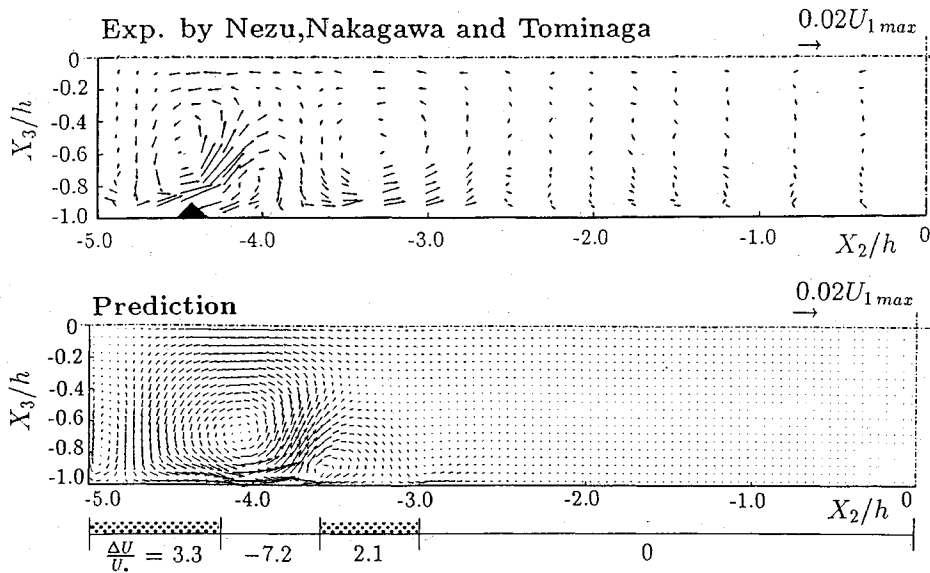 Exp. by Nezu,Nakagawa and Tominaga
0.02U₁ₘₐₓ
→
X₃/h
0
-0.2
-0.4
-0.6
-0.8
-1.0
-5.0 -4.0 -3.0 -2.0 -1.0 0
X₂/h
Prediction
0.02U₁ₘₐₓ
→
X₃/h
0
-0.2
-0.4
-0.6
-0.8
-1.0
-5.0 -4.0 -3.0 -2.0 -1.0 0
X₂/h
ΔU/U* = 3.3 −7.2 2.1 0